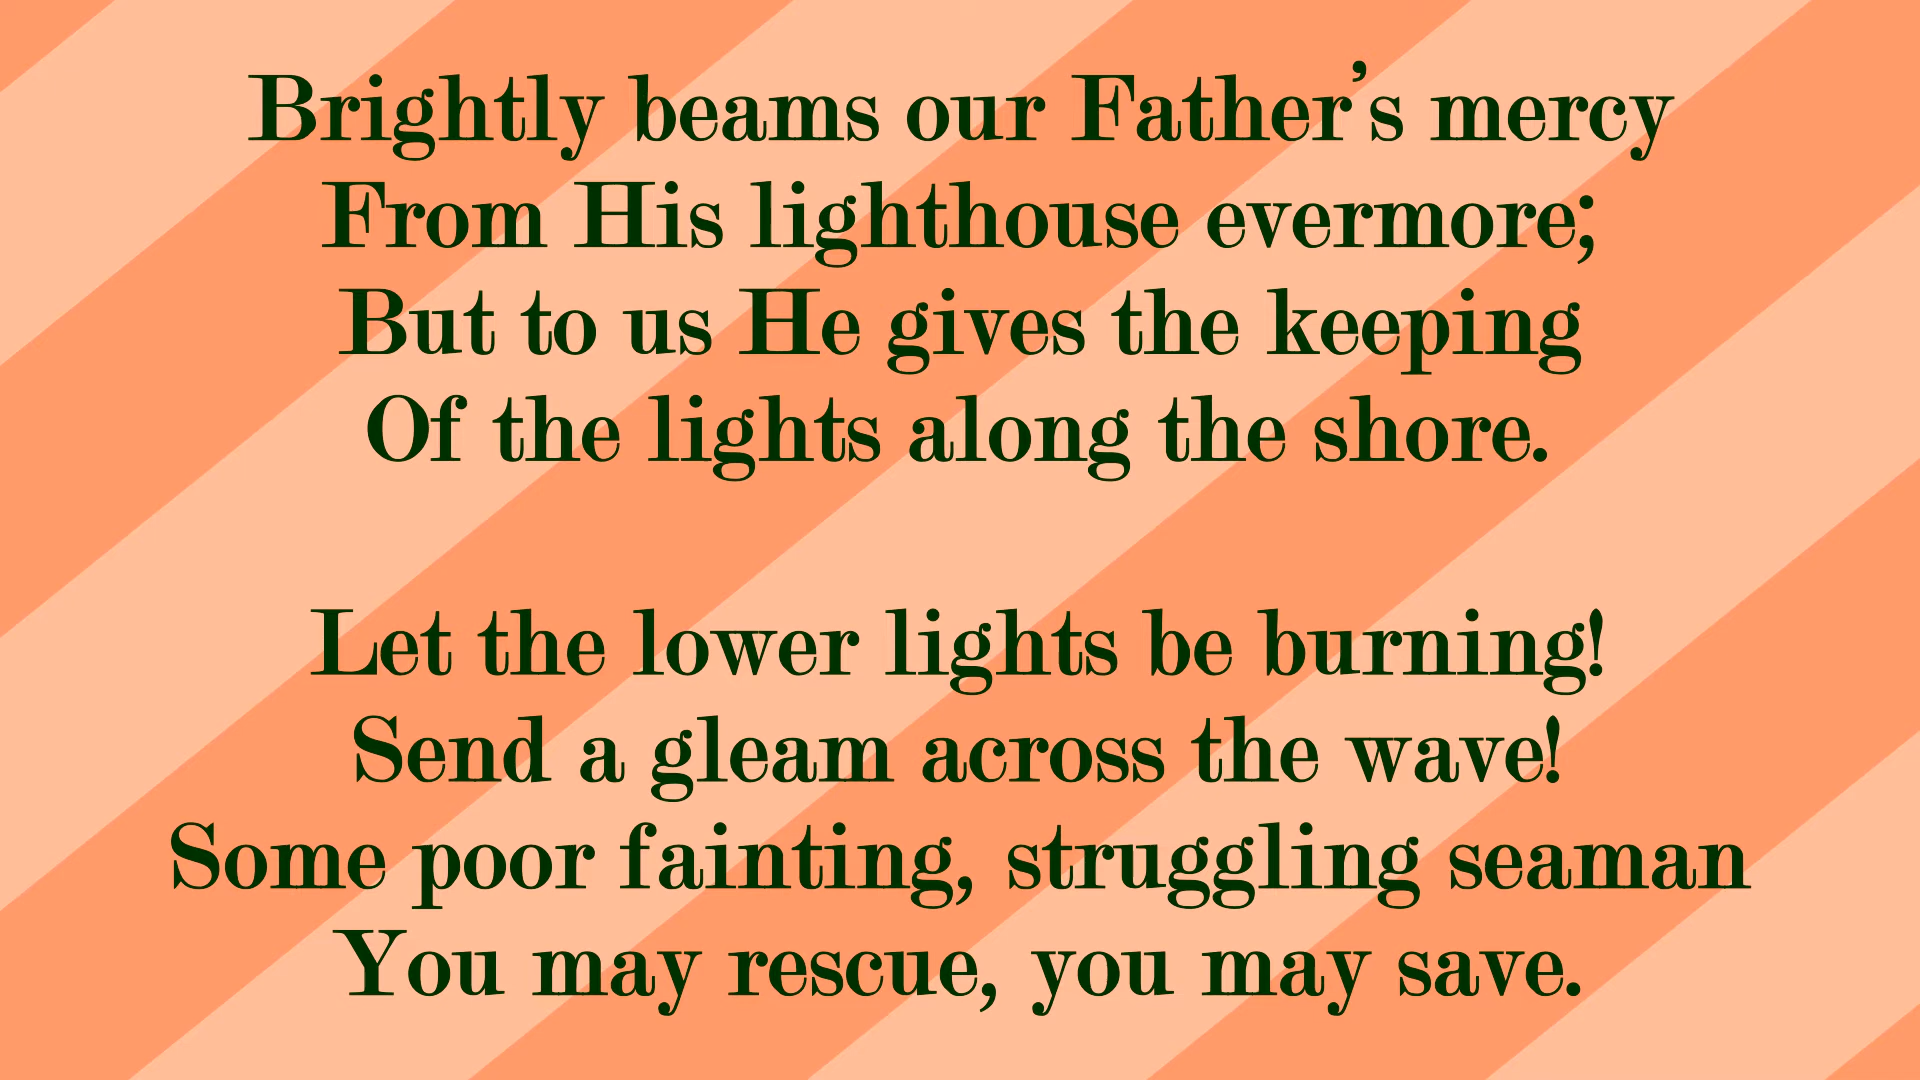 Brightly beams our Father’s mercy
From His lighthouse evermore;
But to us He gives the keeping
Of the lights along the shore.
Let the lower lights be burning!
Send a gleam across the wave!
Some poor fainting, struggling seaman
You may rescue, you may save.